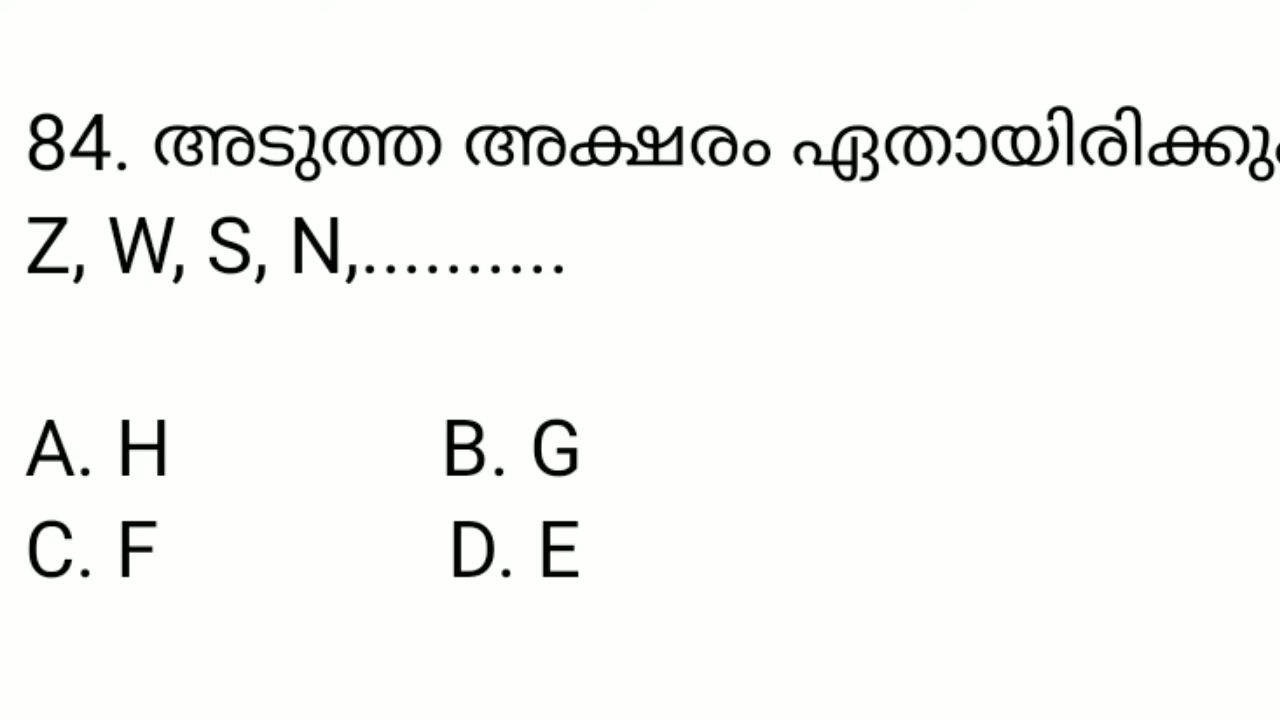 84. അടുത്ത അക്ഷരം ഏതായിരിക്കു
Z, W, S, N,..........
A. H B. G
C. F D. E